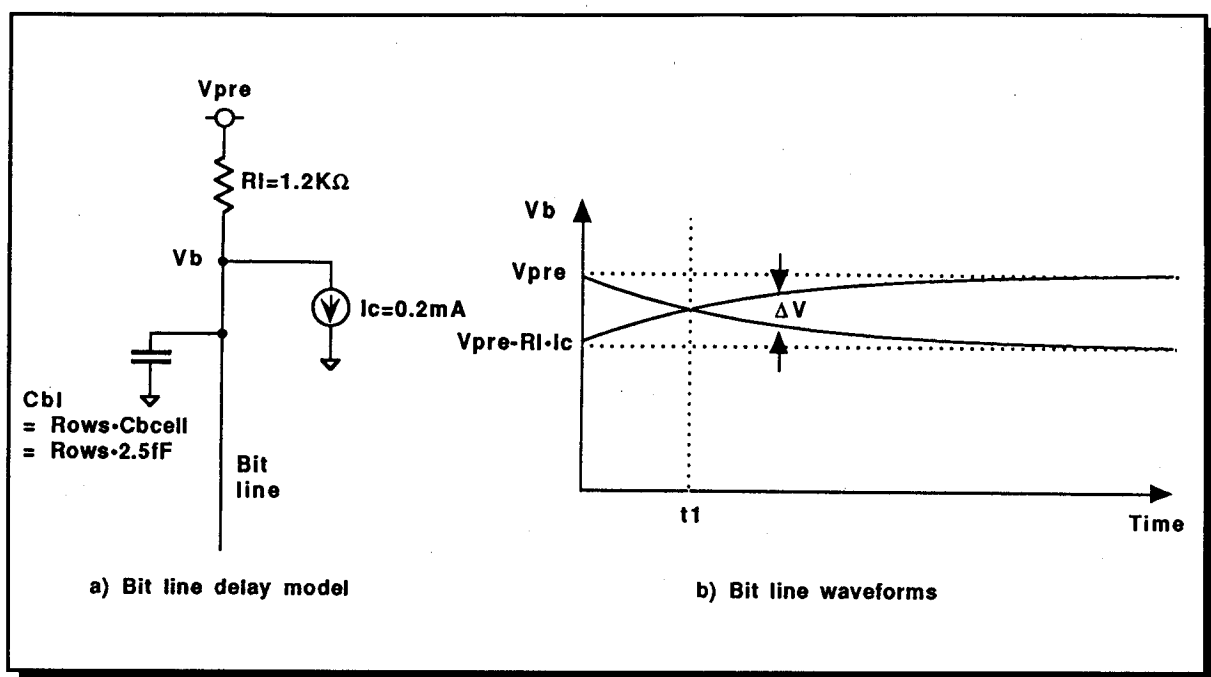 Vpre
Rl=1.2KΩ
Vb
Ic=0.2mA
Cbl
= Rows•Cbcell
= Rows•2.5fF
Bit
line
a) Bit line delay model
Vb
Vpre
ΔV
Vpre-Rl•Ic
t1
Time
b) Bit line waveforms